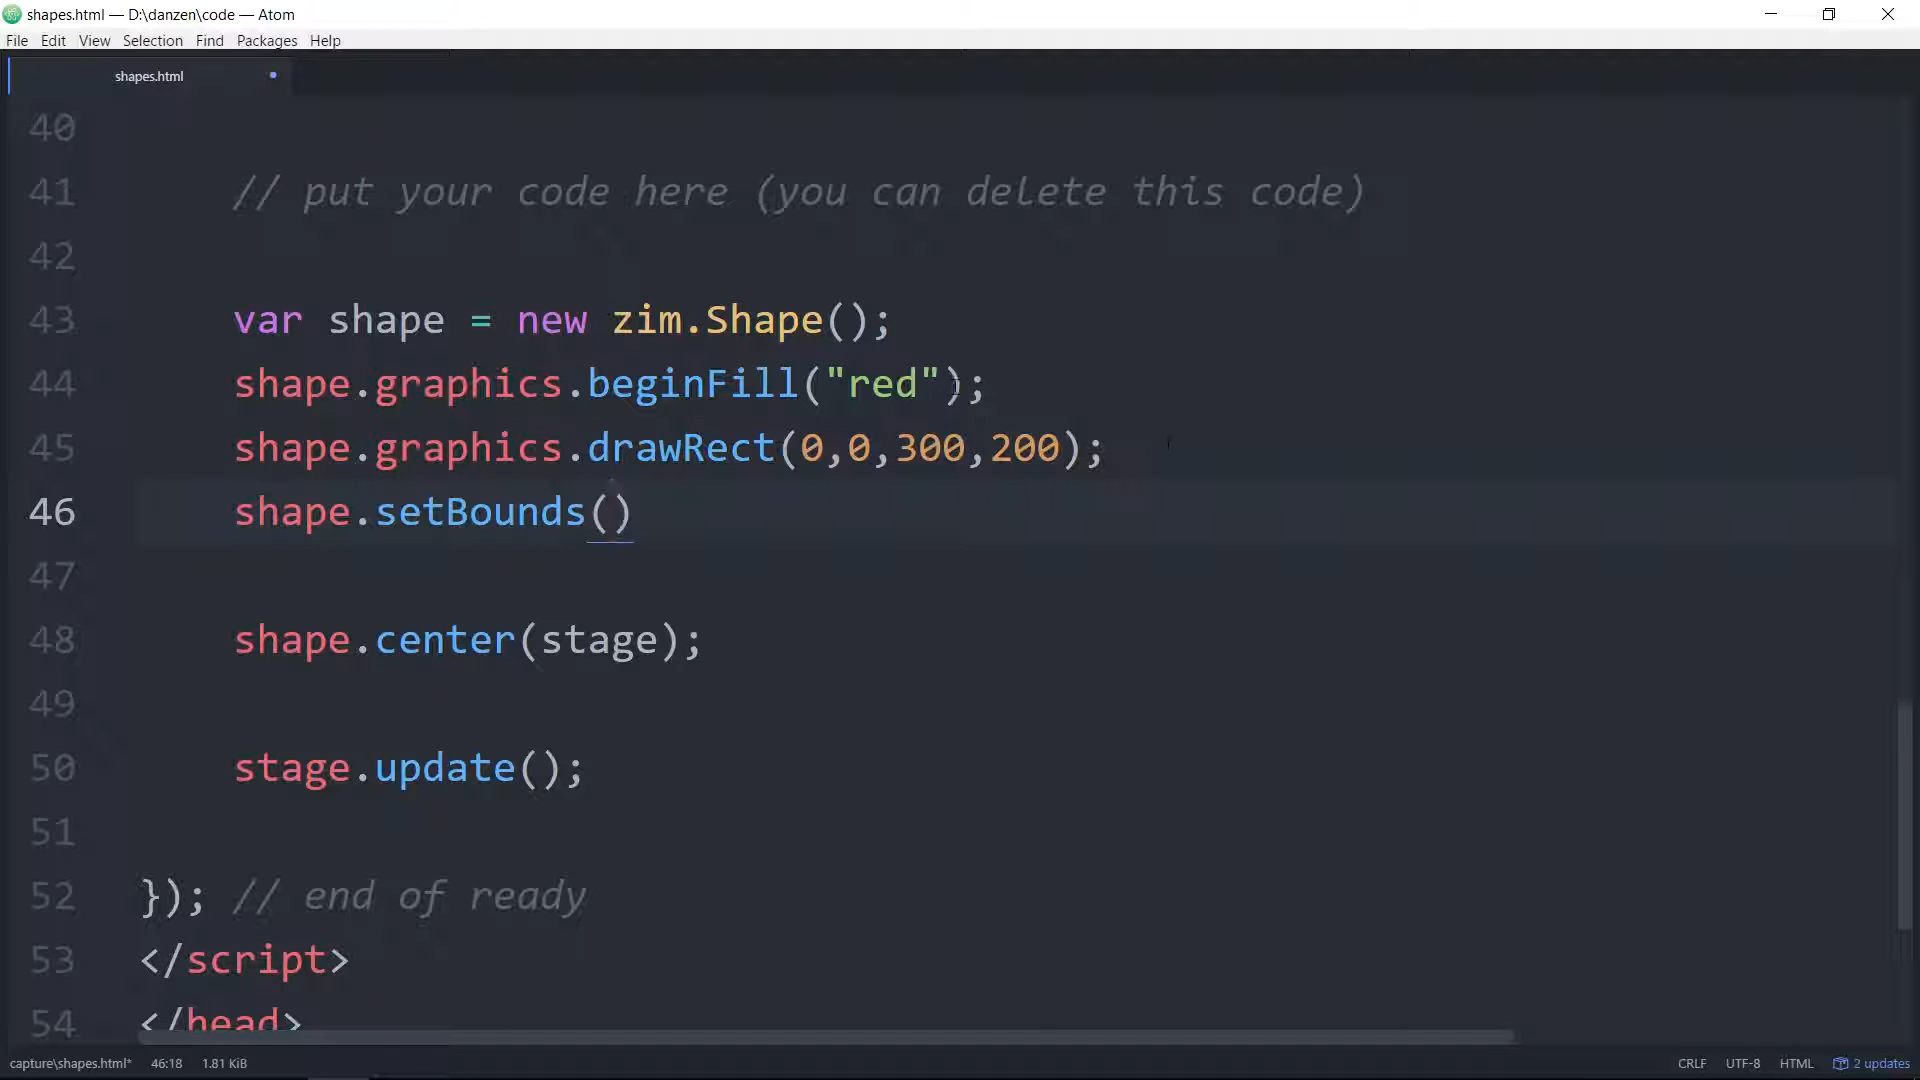 shapes.html — D:\danzen\code — Atom
File Edit View Selection Find Packages Help
shapes.html
40
41 // put your code here (you can delete this code)
42
43 var shape = new zim.Shape();
44 shape.graphics.beginFill("red");
45 shape.graphics.drawRect(0,0,300,200);
46 shape.setBounds()
47
48 shape.center(stage);
49
50 stage.update();
51
52 }); // end of ready
53 </script>
54 </head>
capture\shapes.html* 46:18 1.81 KiB CRLF UTF-8 HTML 2 updates